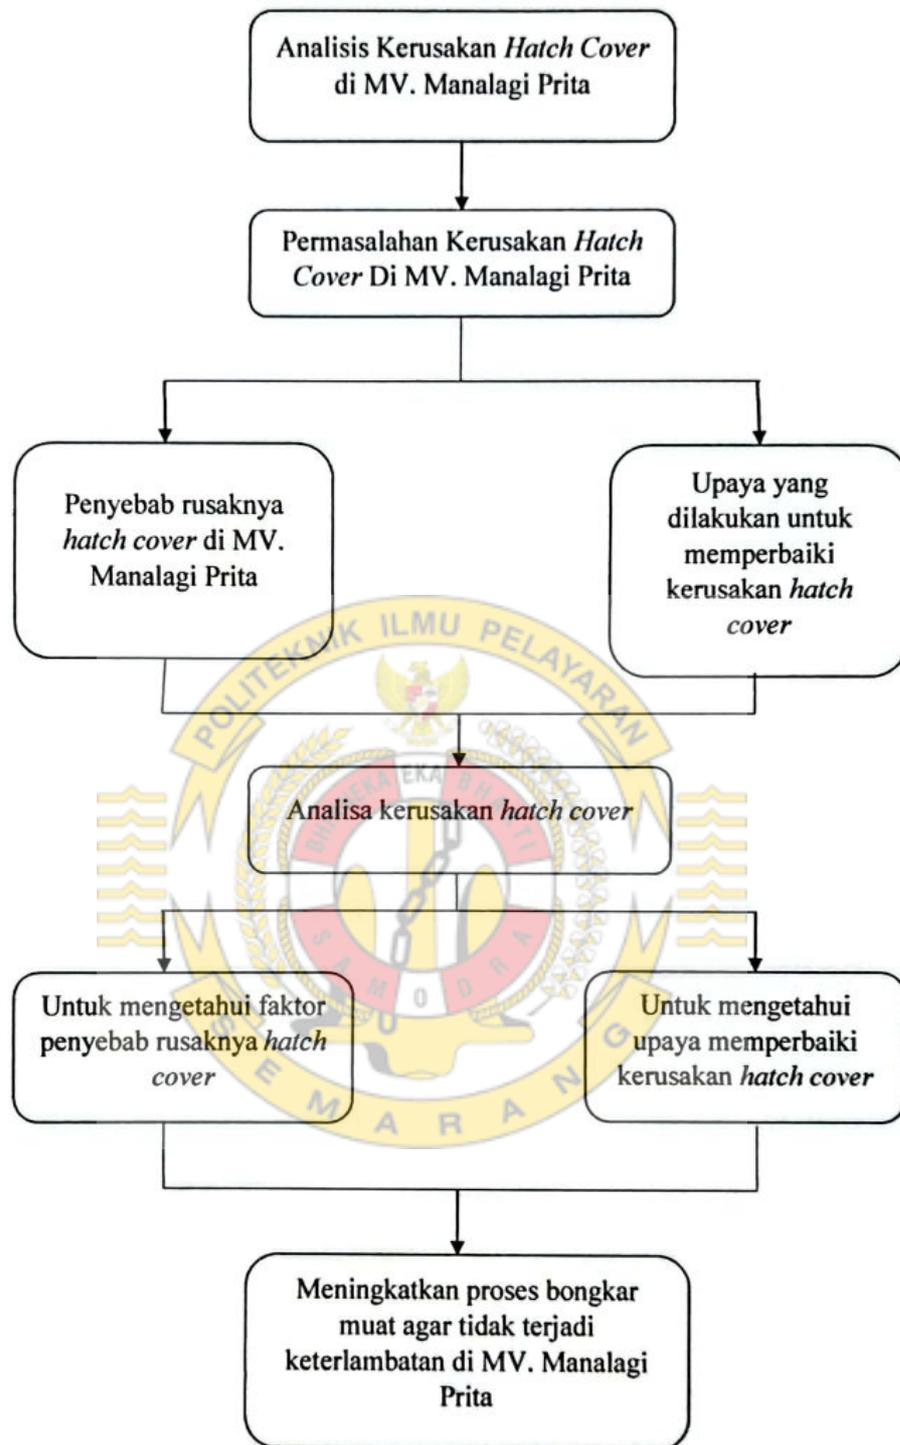 Analisis Kerusakan Hatch Cover
di MV. Manalagi Prita
Permasalahan Kerusakan Hatch
Cover Di MV. Manalagi Prita
Penyebab rusaknya
hatch cover di MV.
Manalagi Prita
Upaya yang
dilakukan untuk
memperbaiki
kerusakan hatch
cover
POLITEKNIK ILMU PELAYARAN
EKA BHAKTI
Analisa kerusakan hatch cover
SAMODRA
Untuk mengetahui faktor
penyebab rusaknya hatch
cover
Untuk mengetahui
upaya memperbaiki
kerusakan hatch cover
SEMARANG
Meningkatkan proses bongkar
muat agar tidak terjadi
keterlambatan di MV. Manalagi
Prita